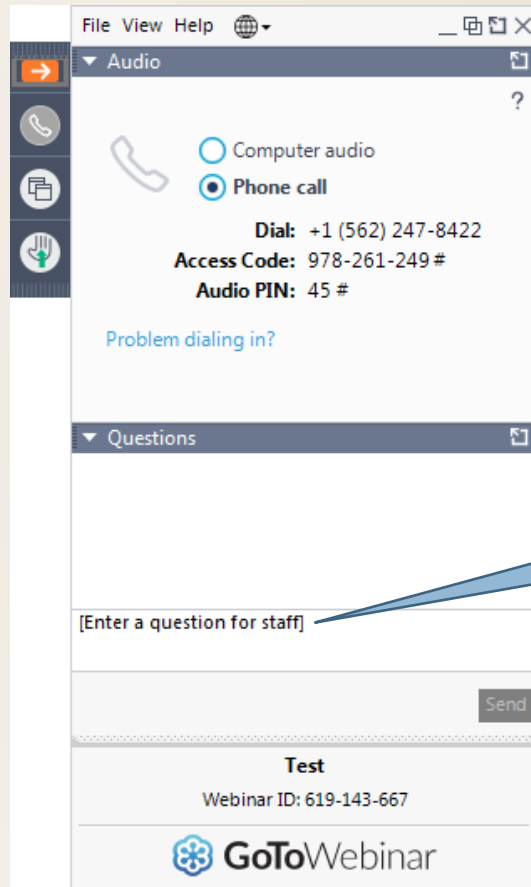 File View Help
Audio
?
Computer audio
Phone call
Dial: +1 (562) 247-8422
Access Code: 978-261-249 #
Audio PIN: 45 #
Problem dialing in?
Questions
[Enter a question for staff]
Send
Test
Webinar ID: 619-143-667
GoToWebinar